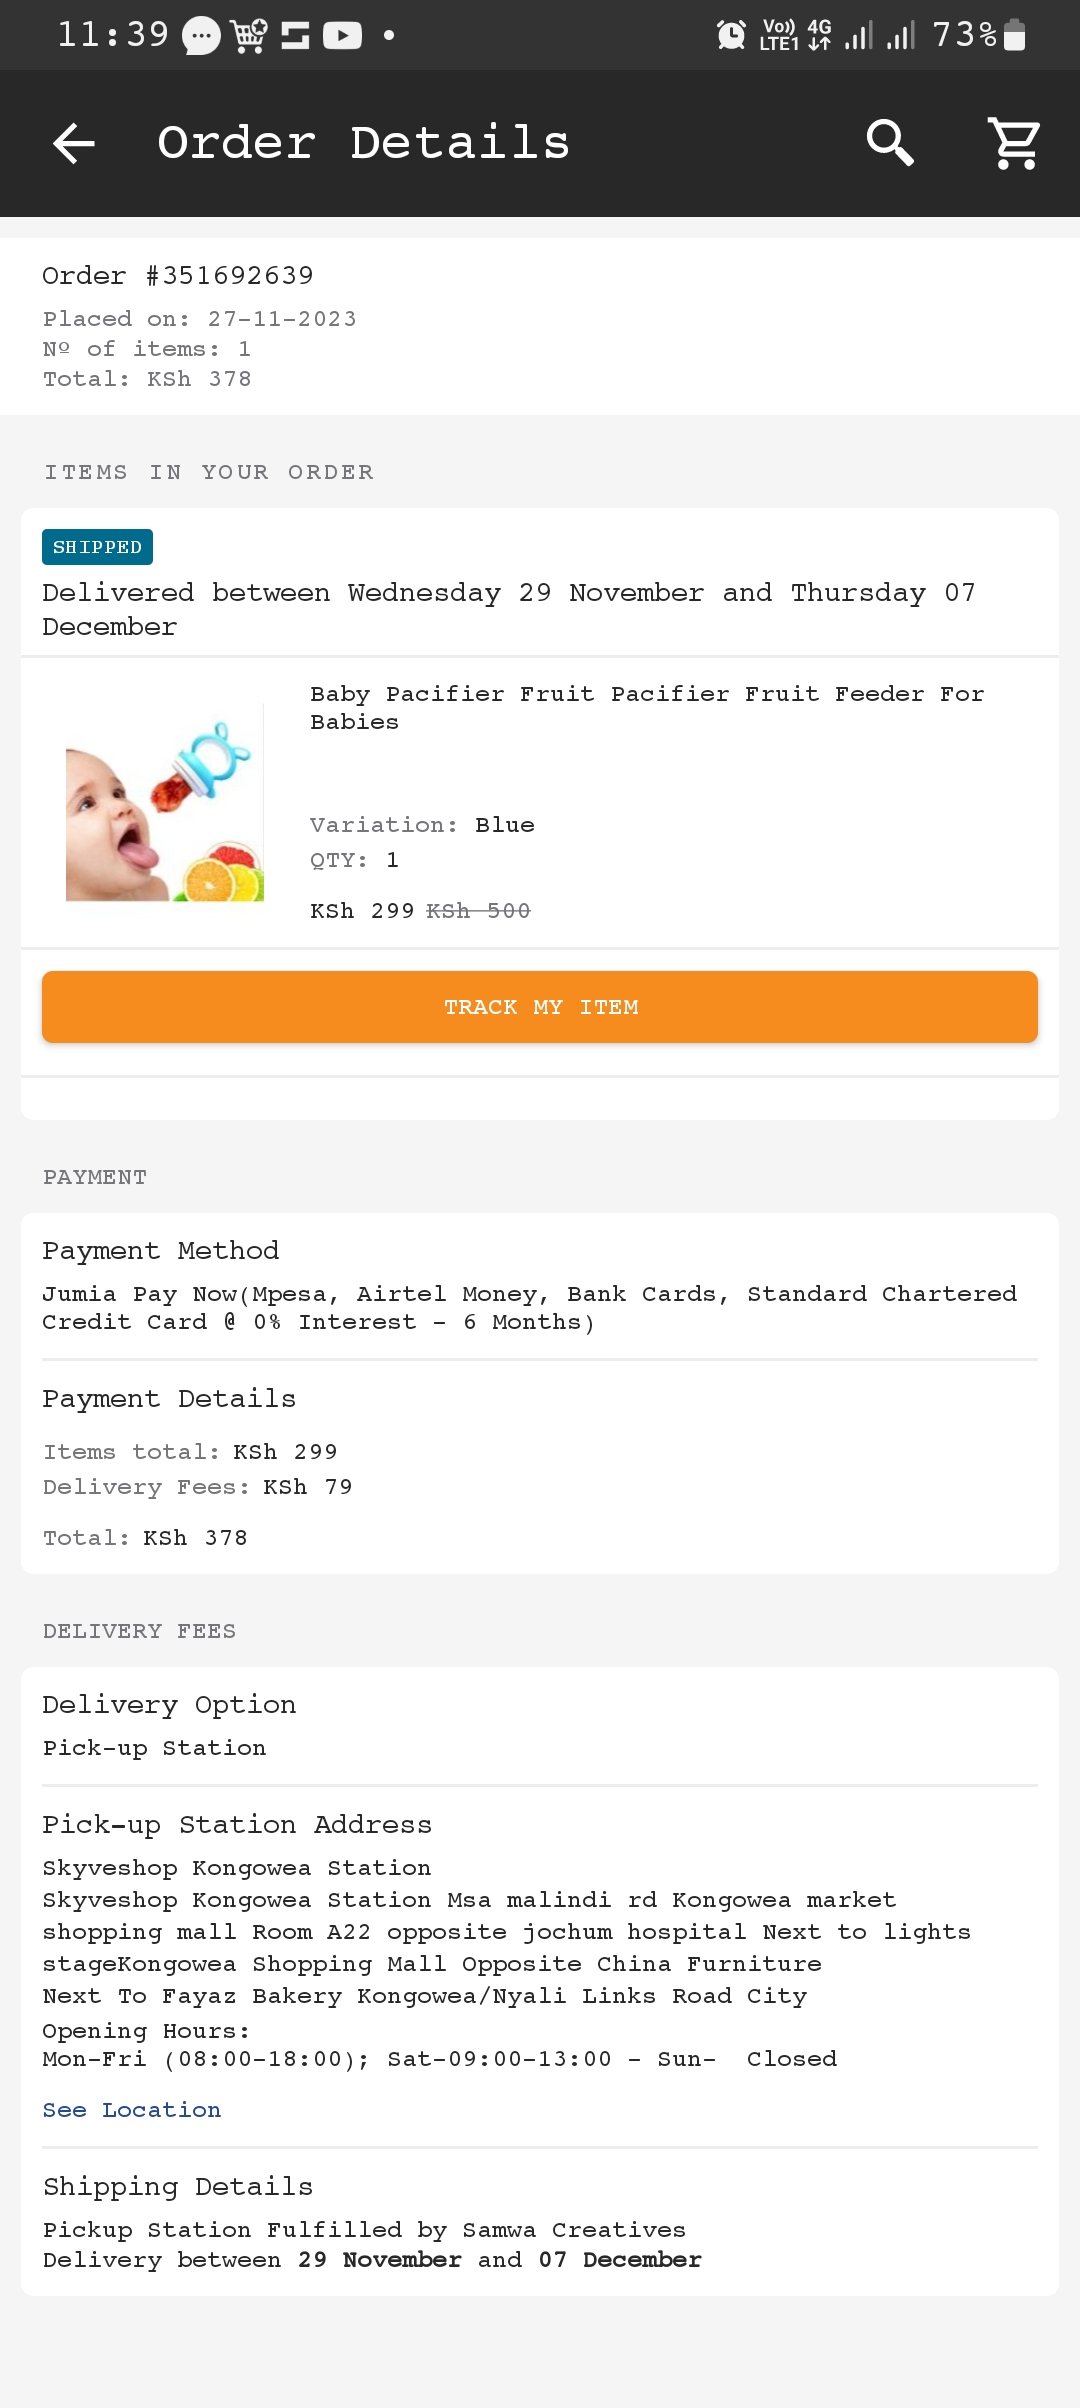 11:39
Vo)) LTE1 4G 73%
Order Details
Order #351692639
Placed on: 27-11-2023
Nº of items: 1
Total: KSh 378
ITEMS IN YOUR ORDER
SHIPPED
Delivered between Wednesday 29 November and Thursday 07
December
Baby Pacifier Fruit Pacifier Fruit Feeder For
Babies
Variation: Blue
QTY: 1
KSh 299 KSh 500
TRACK MY ITEM
PAYMENT
Payment Method
Jumia Pay Now(Mpesa, Airtel Money, Bank Cards, Standard Chartered
Credit Card @ 0% Interest - 6 Months)
Payment Details
Items total: KSh 299
Delivery Fees: KSh 79
Total: KSh 378
DELIVERY FEES
Delivery Option
Pick-up Station
Pick-up Station Address
Skyveshop Kongowea Station
Skyveshop Kongowea Station Msa malindi rd Kongowea market
shopping mall Room A22 opposite jochum hospital Next to lights
stageKongowea Shopping Mall Opposite China Furniture
Next To Fayaz Bakery Kongowea/Nyali Links Road City
Opening Hours:
Mon-Fri (08:00-18:00); Sat-09:00-13:00 - Sun-  Closed
See Location
Shipping Details
Pickup Station Fulfilled by Samwa Creatives
Delivery between 29 November and 07 December